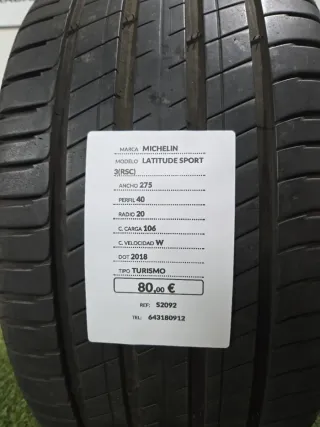 MARCA MICHELIN
MODELO LATITUDE SPORT
3(RSC)
ANCHO 275
PERFIL 40
RADIO 20
C. CARGA 106
C. VELOCIDAD W
DOT 2018
TIPO TURISMO
80,00 €
REF: 52092
TEL: 643180912